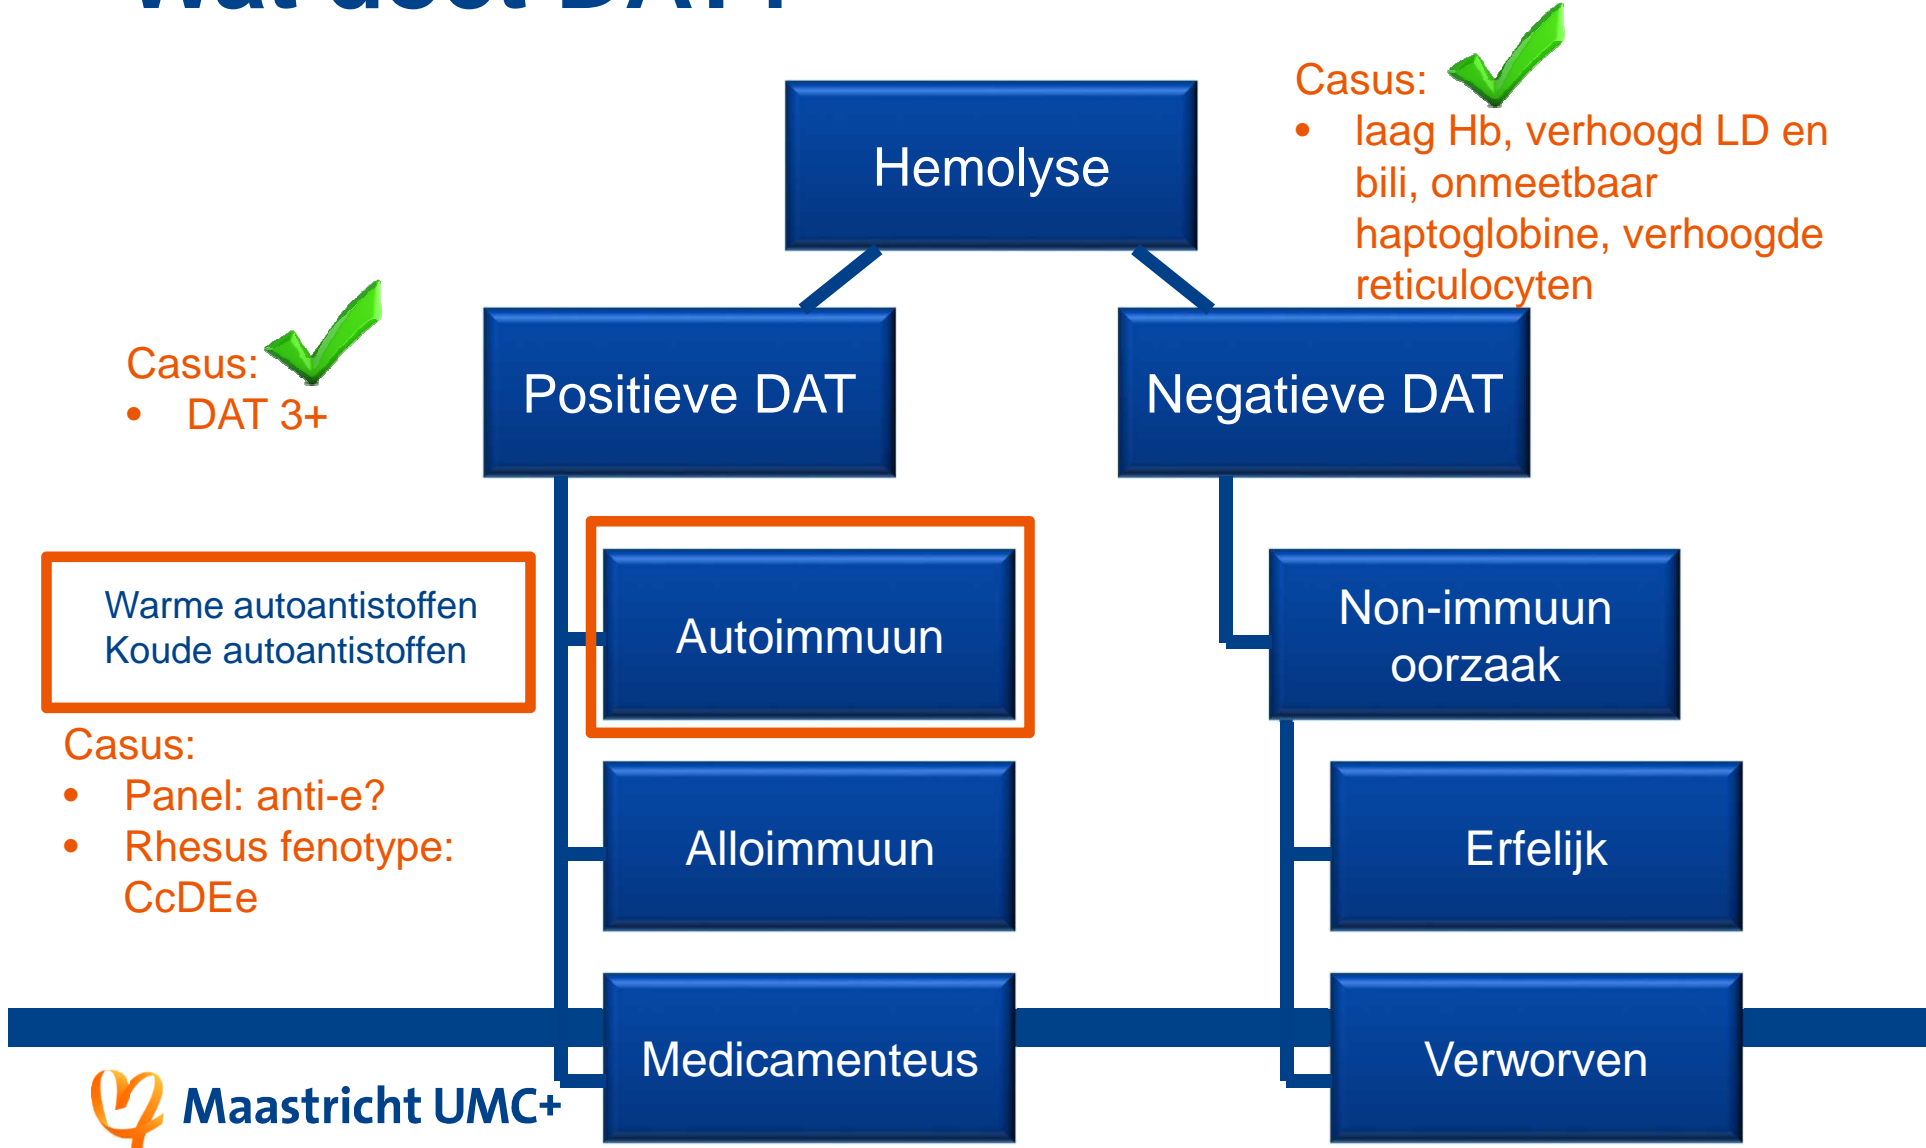 Casus:
• laag Hb, verhoogd LD en
bili, onmeetbaar
haptoglobine, verhoogde
reticulocyten
Hemolyse
Casus:
• DAT 3+
Positieve DAT
Negatieve DAT
Warme autoantistoffen
Koude autoantistoffen
Autoimmuun
Non-immuun
oorzaak
Casus:
• Panel: anti-e?
• Rhesus fenotype:
CcDEe
Alloimmuun
Erfelijk
Medicamenteus
Verworven
Maastricht UMC+